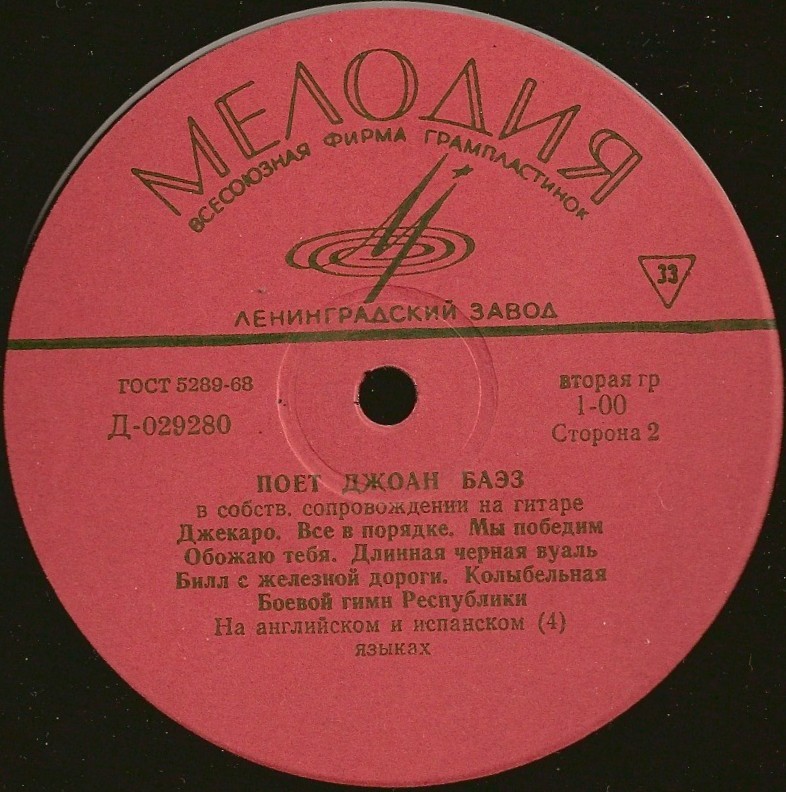 МЕЛОДИЯ
ВСЕСОЮЗНАЯ ФИРМА ГРАМПЛАСТИНОК
33
ЛЕНИНГРАДСКИЙ ЗАВОД
ГОСТ 5289-68
Д-029280
вторая гр
1-00
Сторона 2
ПОЕТ ДЖОАН БАЭЗ
в собств. сопровождении на гитаре
Джекаро. Все в порядке. Мы победим
Обожаю тебя. Длинная черная вуаль
Билл с железной дороги. Колыбельная
Боевой гимн Республики
На английском и испанском (4)
языках